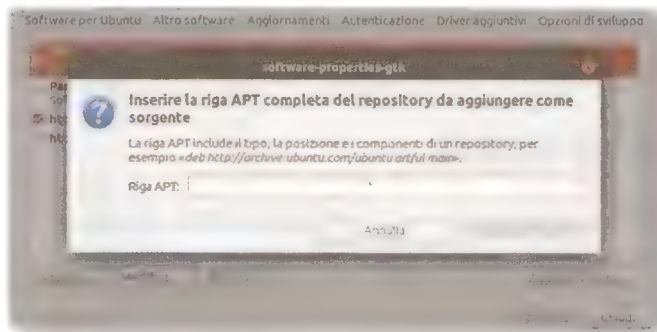 Software per Ubuntu Altro software Aggiornamenti Autenticazione Driver aggiuntivi Opzioni di sviluppo
software-properties-gtk
Inserire la riga APT completa del repository da aggiungere come
sorgente
La riga APT include il tipo, la posizione e i componenti di un repository, per
esempio «deb http://archive.ubuntu.com/ubuntu artful main».
Riga APT:
Annulla
Chiudi